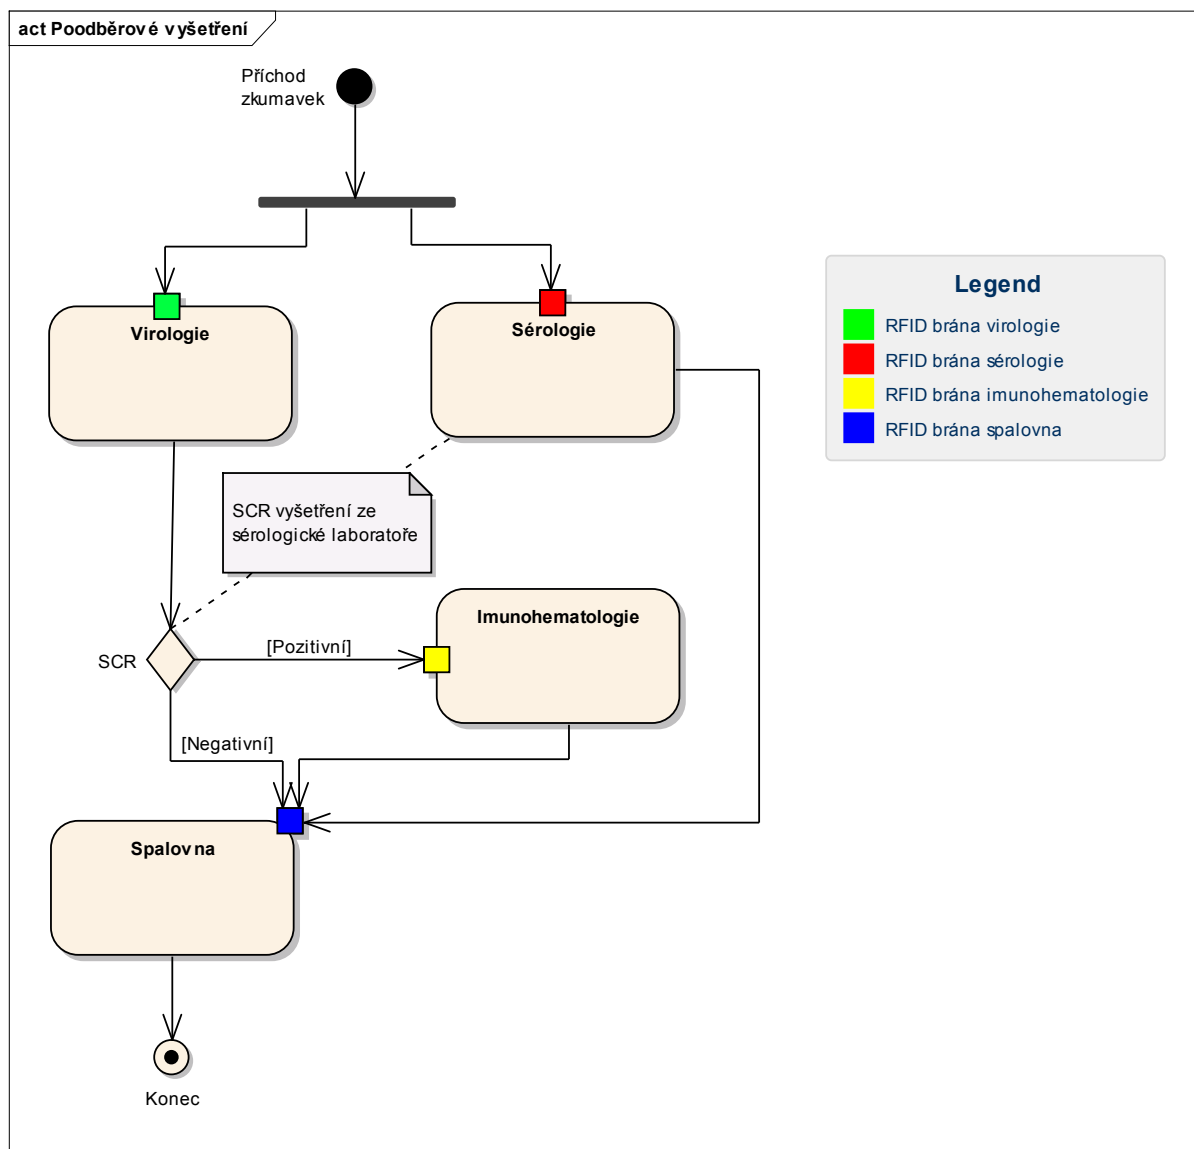 act Poodběrové vyšetření
Příchod
zkumavek
Virologie
Sérologie
Legend
RFID brána virologie
RFID brána sérologie
RFID brána imunohematologie
RFID brána spalovna
SCR vyšetření ze
sérologické laboratoře
Imunohematologie
[Pozitivní]
SCR
[Negativní]
Spalovna
Konec